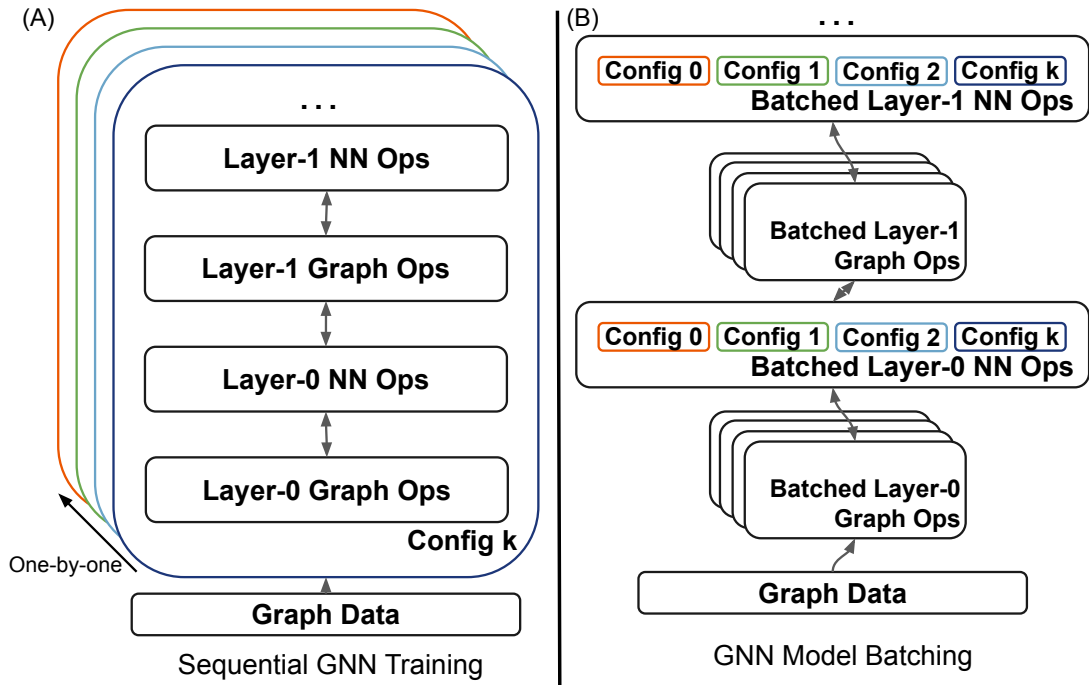 (A)
. . .
Layer-1 NN Ops
Layer-1 Graph Ops
Layer-0 NN Ops
Layer-0 Graph Ops
Config k
One-by-one
Graph Data
Sequential GNN Training
(B)
. . .
Config 0 Config 1 Config 2 Config k
Batched Layer-1 NN Ops
Batched Layer-1
Graph Ops
Config 0 Config 1 Config 2 Config k
Batched Layer-0 NN Ops
Batched Layer-0
Graph Ops
Graph Data
GNN Model Batching